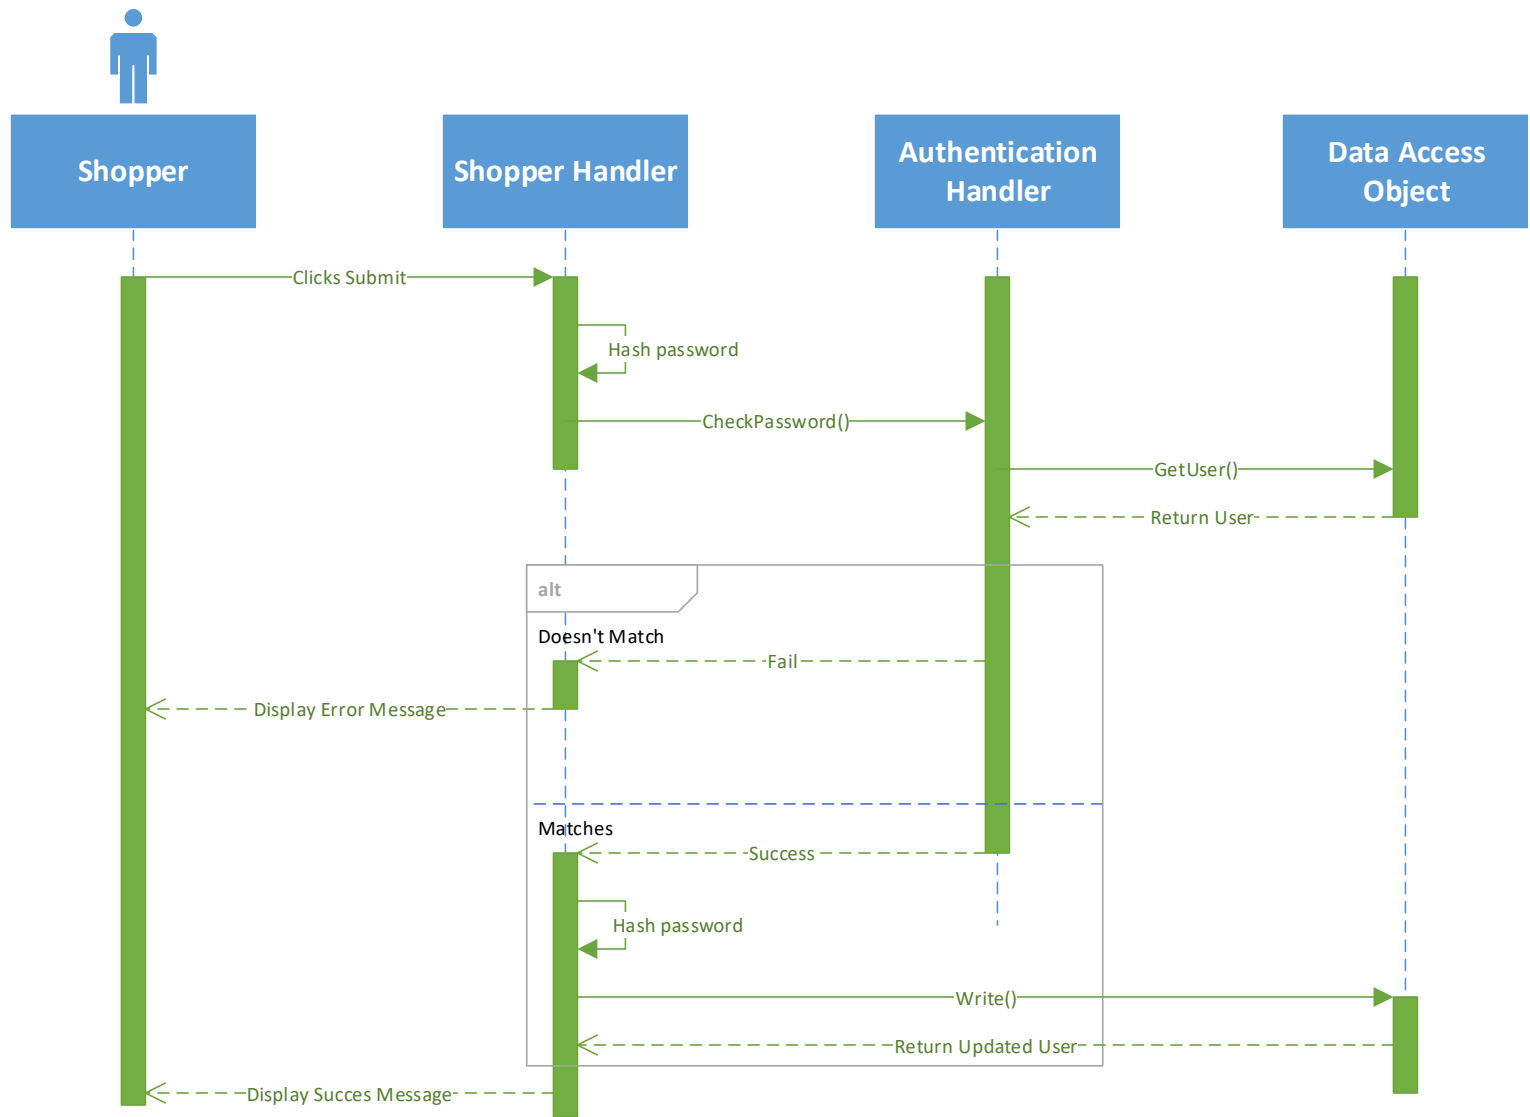 Shopper
Shopper Handler
Authentication
Handler
Data Access
Object
Clicks Submit
Hash password
CheckPassword()
GetUser()
Return User
alt
Doesn't Match
Fail
Display Error Message
Matches
Success
Hash password
Write()
Return Updated User
Display Succes Message